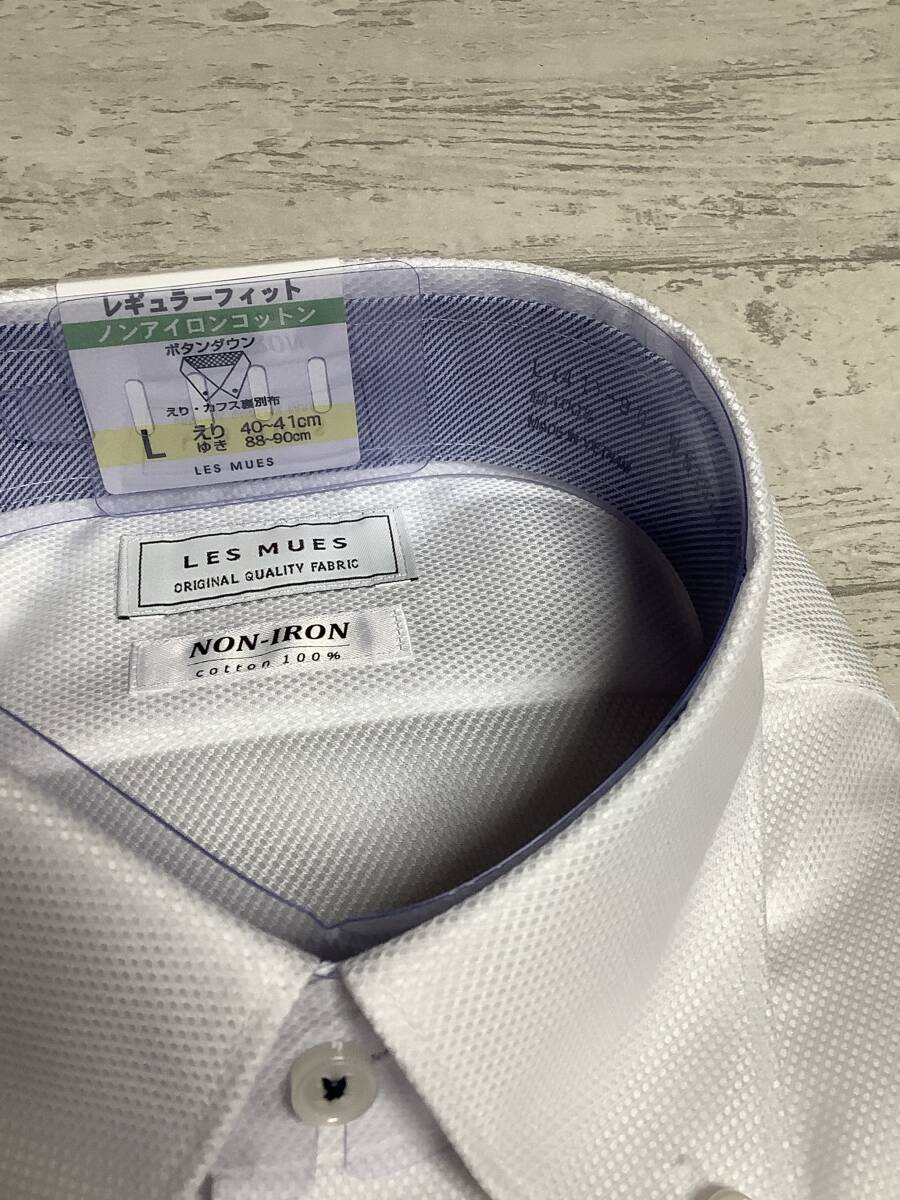 レギュラーフィット
ノンアイロンコットン
ボタンダウン
えり・カフス裏別布
L えり 40~41cm
ゆき 88~90cm
LES MUES
LES MUES
ORIGINAL QUALITY FABRIC
NON-IRON
cotton 100%